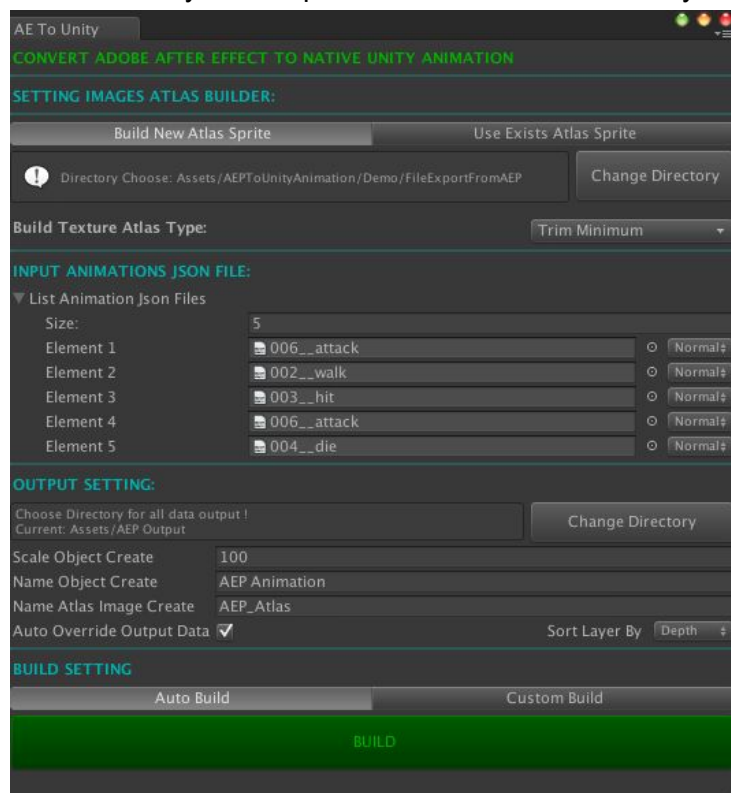 AE To Unity
CONVERT ADOBE AFTER EFFECT TO NATIVE UNITY ANIMATION
SETTING IMAGES ATLAS BUILDER:
Build New Atlas Sprite Use Exists Atlas Sprite
Directory Choose: Assets/AEPToUnityAnimation/Demo/FileExportFromAEP Change Directory
Build Texture Atlas Type: Trim Minimum
INPUT ANIMATIONS JSON FILE:
List Animation Json Files
Size: 5
Element 1 006__attack Normal
Element 2 002__walk Normal
Element 3 003__hit Normal
Element 4 006__attack Normal
Element 5 004__die Normal
OUTPUT SETTING:
Choose Directory for all data output !
Current: Assets/AEP Output Change Directory
Scale Object Create 100
Name Object Create AEP Animation
Name Atlas Image Create AEP_Atlas
Auto Override Output Data Sort Layer By Depth
BUILD SETTING
Auto Build Custom Build
BUILD